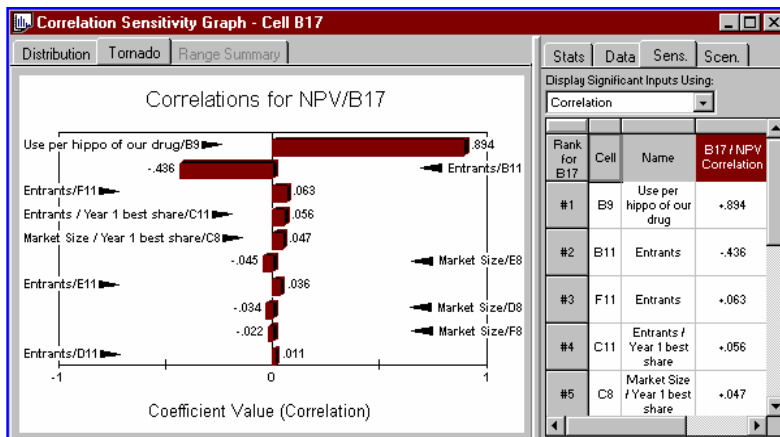 Correlation Sensitivity Graph - Cell B17
Distribution Tornado Range Summary
Correlations for NPV/B17
Use per hippo of our drug/B9 .894
-.436 Entrants/B11
Entrants/F11 .063
Entrants / Year 1 best share/C11 .056
Market Size / Year 1 best share/C8 .047
-.045 Market Size/E8
Entrants/E11 .036
-.034 Market Size/D8
-.022 Market Size/F8
Entrants/D11 .011
-1 0 1
Coefficient Value (Correlation)
Stats Data Sens. Scen.
Display Significant Inputs Using:
Correlation
Rank for B17 Cell Name B17 / NPV Correlation
#1 B9 Use per hippo of our drug +.894
#2 B11 Entrants -.436
#3 F11 Entrants +.063
#4 C11 Entrants / Year 1 best share +.056
#5 C8 Market Size / Year 1 best share +.047